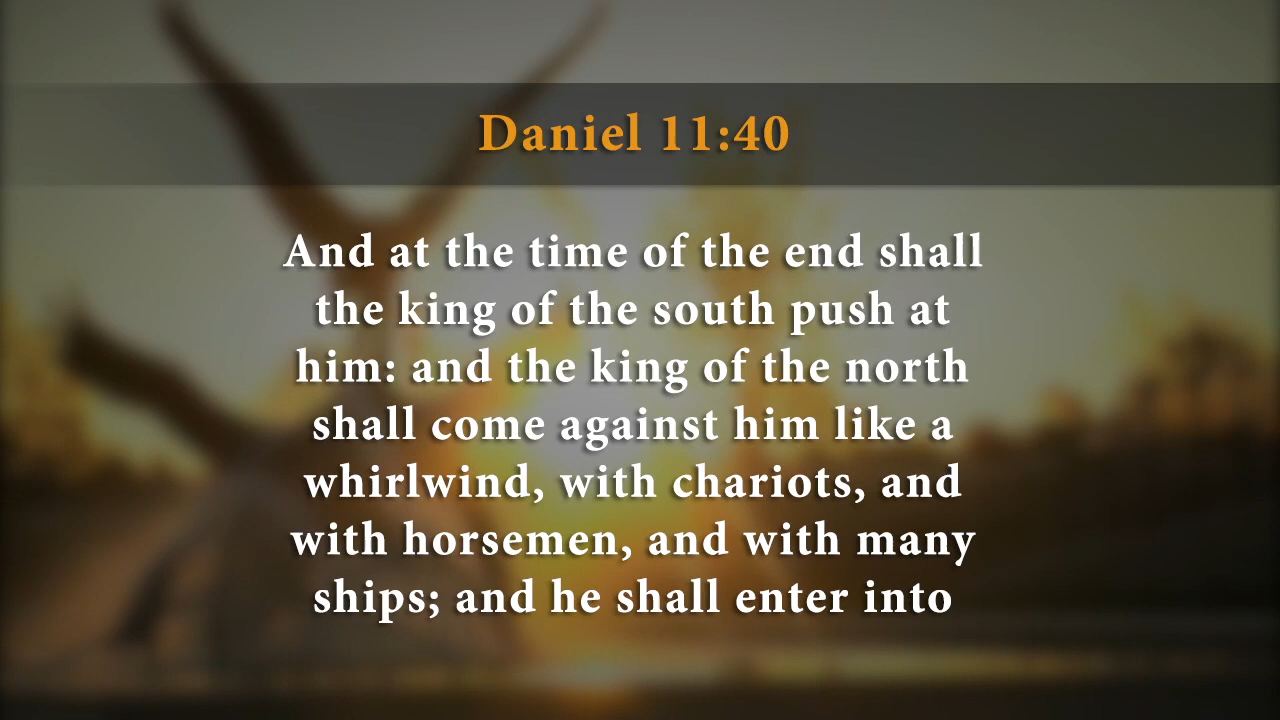 Daniel 11:40
And at the time of the end shall
the king of the south push at
him: and the king of the north
shall come against him like a
whirlwind, with chariots, and
with horsemen, and with many
ships; and he shall enter into